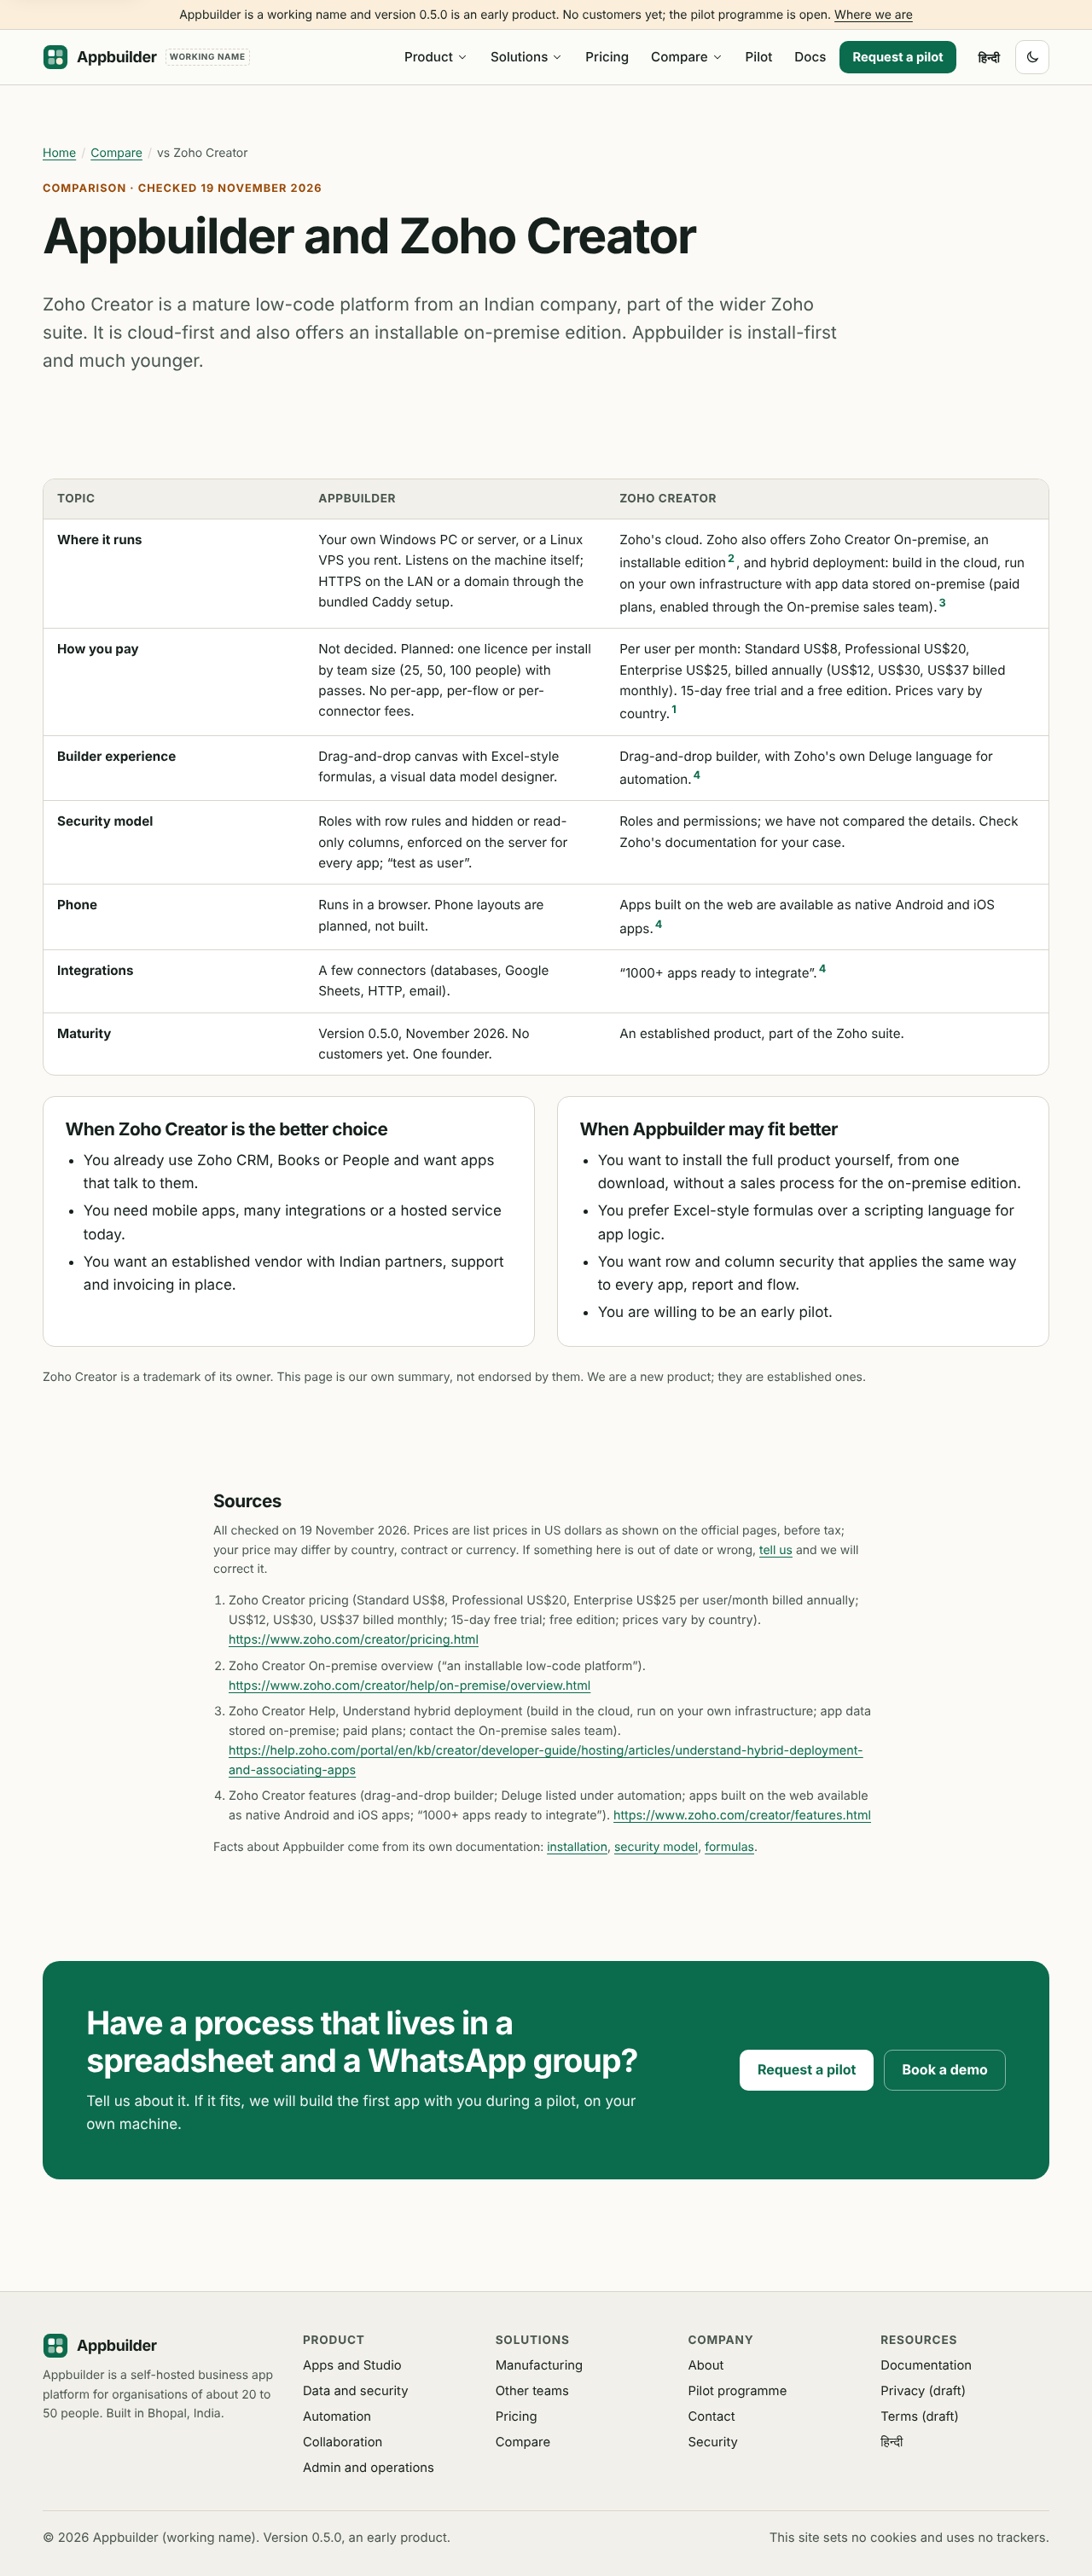 Appbuilder is a working name and version 0.5.0 is an early product. No customers yet; the pilot programme is open. Where we are
Appbuilder WORKING NAME Product Solutions Pricing Compare Pilot Docs Request a pilot हिन्दी
Home / Compare / vs Zoho Creator
COMPARISON · CHECKED 19 NOVEMBER 2026
Appbuilder and Zoho Creator
Zoho Creator is a mature low-code platform from an Indian company, part of the wider Zoho
suite. It is cloud-first and also offers an installable on-premise edition. Appbuilder is install-first
and much younger.
TOPIC APPBUILDER ZOHO CREATOR
Where it runs
Your own Windows PC or server, or a Linux
VPS you rent. Listens on the machine itself;
HTTPS on the LAN or a domain through the
bundled Caddy setup.
Zoho's cloud. Zoho also offers Zoho Creator On-premise, an
installable edition 2, and hybrid deployment: build in the cloud, run
on your own infrastructure with app data stored on-premise (paid
plans, enabled through the On-premise sales team). 3
How you pay
Not decided. Planned: one licence per install
by team size (25, 50, 100 people) with
passes. No per-app, per-flow or per-
connector fees.
Per user per month: Standard US$8, Professional US$20,
Enterprise US$25, billed annually (US$12, US$30, US$37 billed
monthly). 15-day free trial and a free edition. Prices vary by
country. 1
Builder experience
Drag-and-drop canvas with Excel-style
formulas, a visual data model designer.
Drag-and-drop builder, with Zoho's own Deluge language for
automation. 4
Security model
Roles with row rules and hidden or read-
only columns, enforced on the server for
every app; “test as user”.
Roles and permissions; we have not compared the details. Check
Zoho's documentation for your case.
Phone
Runs in a browser. Phone layouts are
planned, not built.
Apps built on the web are available as native Android and iOS
apps. 4
Integrations
A few connectors (databases, Google
Sheets, HTTP, email).
“1000+ apps ready to integrate”. 4
Maturity
Version 0.5.0, November 2026. No
customers yet. One founder.
An established product, part of the Zoho suite.
When Zoho Creator is the better choice
• You already use Zoho CRM, Books or People and want apps
that talk to them.
• You need mobile apps, many integrations or a hosted service
today.
• You want an established vendor with Indian partners, support
and invoicing in place.
When Appbuilder may fit better
• You want to install the full product yourself, from one
download, without a sales process for the on-premise edition.
• You prefer Excel-style formulas over a scripting language for
app logic.
• You want row and column security that applies the same way
to every app, report and flow.
• You are willing to be an early pilot.
Zoho Creator is a trademark of its owner. This page is our own summary, not endorsed by them. We are a new product; they are established ones.
Sources
All checked on 19 November 2026. Prices are list prices in US dollars as shown on the official pages, before tax;
your price may differ by country, contract or currency. If something here is out of date or wrong, tell us and we will
correct it.
1. Zoho Creator pricing (Standard US$8, Professional US$20, Enterprise US$25 per user/month billed annually;
US$12, US$30, US$37 billed monthly; 15-day free trial; free edition; prices vary by country).
https://www.zoho.com/creator/pricing.html
2. Zoho Creator On-premise overview (“an installable low-code platform”).
https://www.zoho.com/creator/help/on-premise/overview.html
3. Zoho Creator Help, Understand hybrid deployment (build in the cloud, run on your own infrastructure; app data
stored on-premise; paid plans; contact the On-premise sales team).
https://help.zoho.com/portal/en/kb/creator/developer-guide/hosting/articles/understand-hybrid-deployment-
and-associating-apps
4. Zoho Creator features (drag-and-drop builder; Deluge listed under automation; apps built on the web available
as native Android and iOS apps; “1000+ apps ready to integrate”). https://www.zoho.com/creator/features.html
Facts about Appbuilder come from its own documentation: installation, security model, formulas.
Have a process that lives in a
spreadsheet and a WhatsApp group?
Tell us about it. If it fits, we will build the first app with you during a pilot, on your
own machine.
Request a pilot Book a demo
Appbuilder
Appbuilder is a self-hosted business app
platform for organisations of about 20 to
50 people. Built in Bhopal, India.
PRODUCT
Apps and Studio
Data and security
Automation
Collaboration
Admin and operations
SOLUTIONS
Manufacturing
Other teams
Pricing
Compare
COMPANY
About
Pilot programme
Contact
Security
RESOURCES
Documentation
Privacy (draft)
Terms (draft)
हिन्दी
© 2026 Appbuilder (working name). Version 0.5.0, an early product.
This site sets no cookies and uses no trackers.